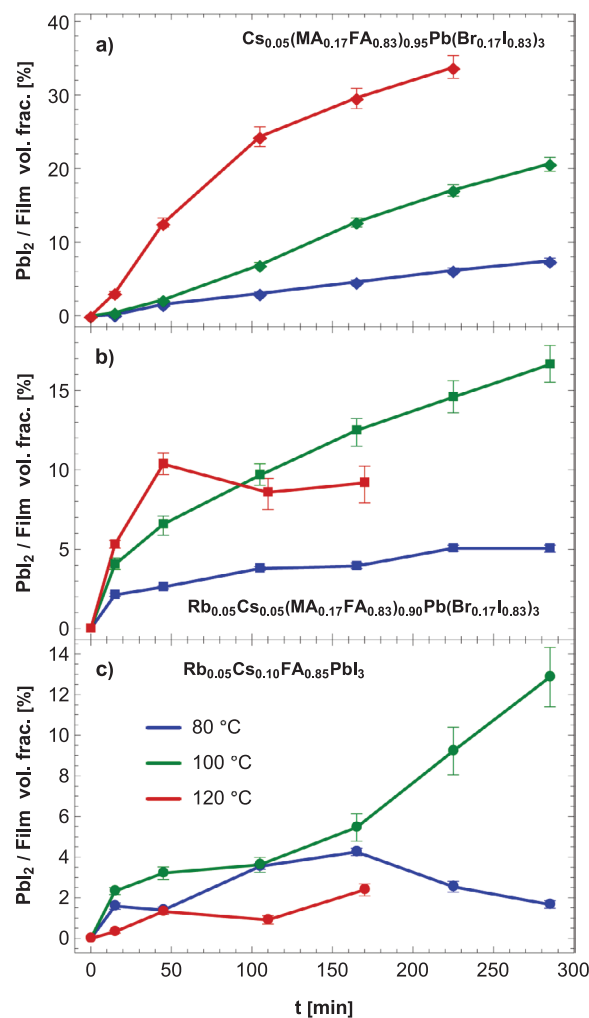 a)
Cs0.05(MA0.17FA0.83)0.95Pb(Br0.17I0.83)3
PbI2 / Film vol. frac. [%]
40
30
20
10
0
b)
PbI2 / Film vol. frac. [%]
15
10
5
0
Rb0.05Cs0.05(MA0.17FA0.83)0.90Pb(Br0.17I0.83)3
c)
Rb0.05Cs0.10FA0.85PbI3
PbI2 / Film vol. frac. [%]
14
12
10
8
6
4
2
0
80 °C
100 °C
120 °C
0 50 100 150 200 250 300
t [min]